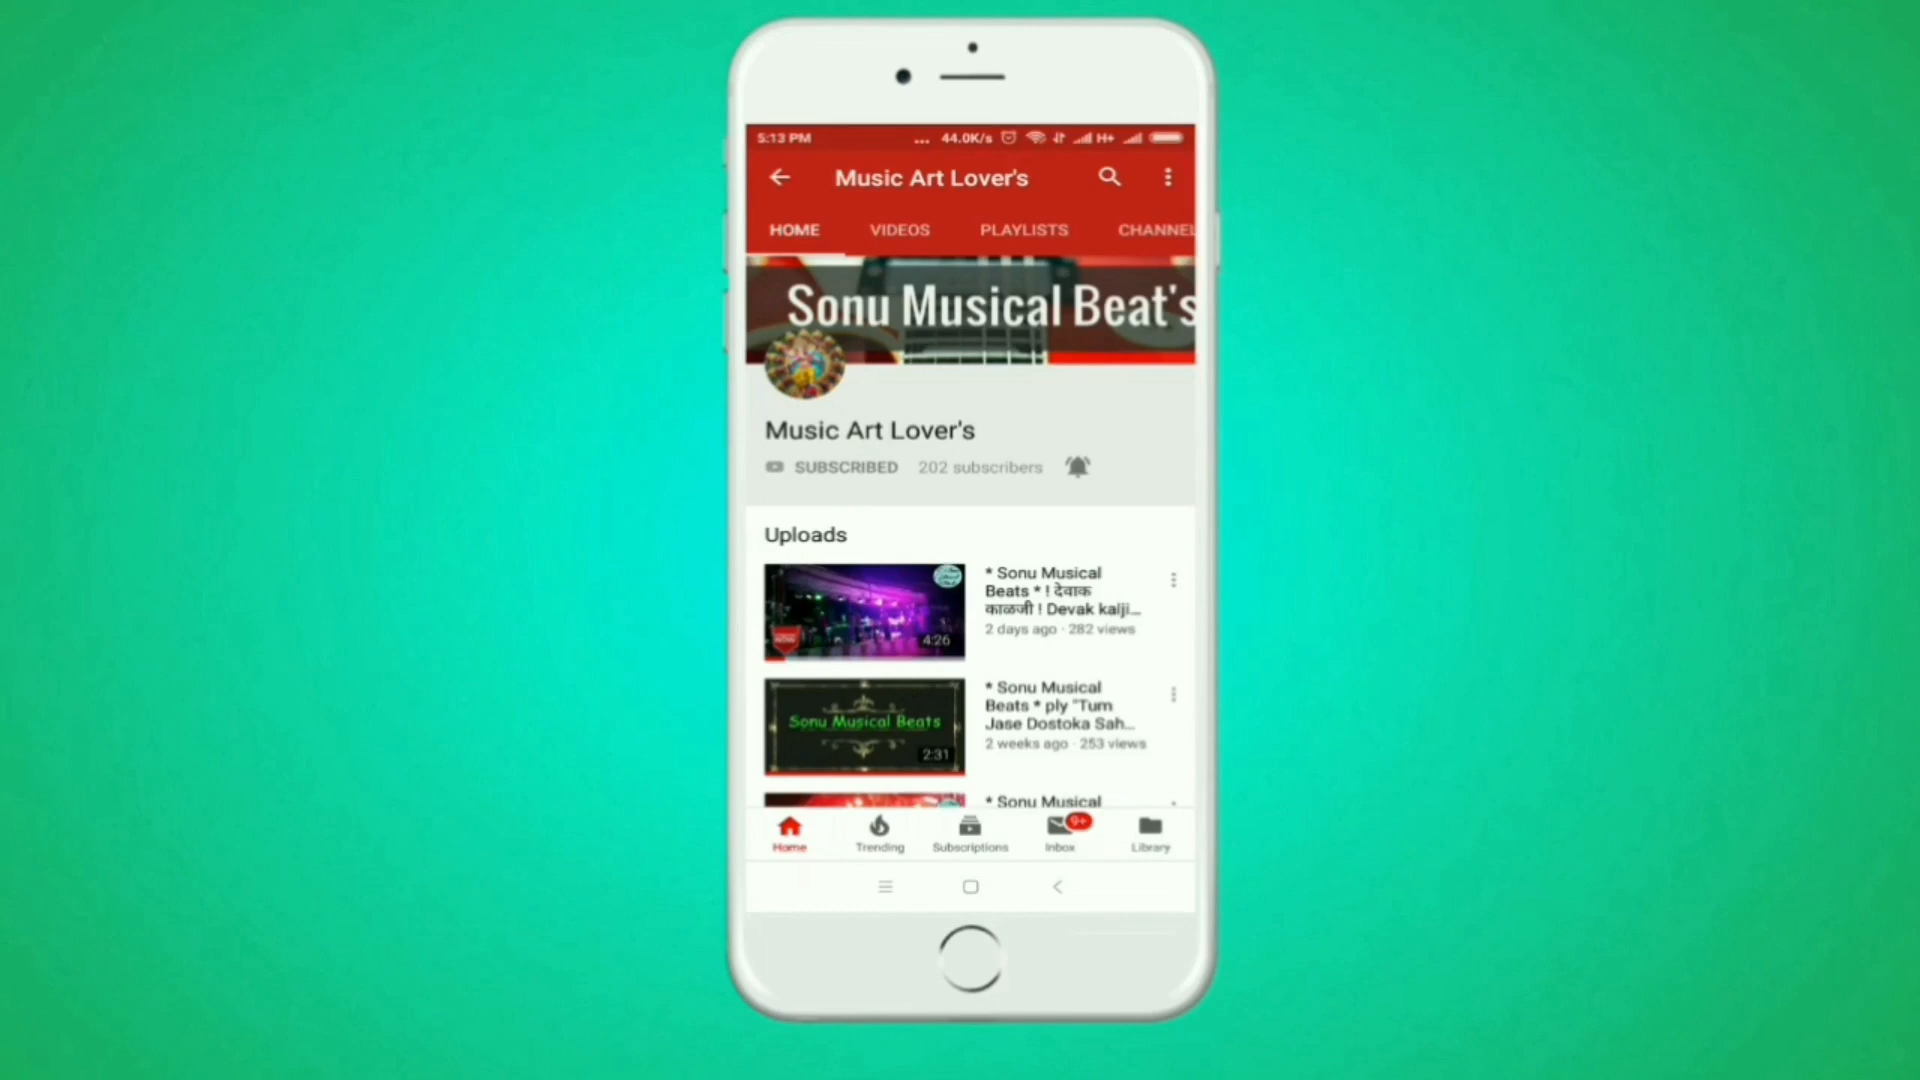 5:13 PM ... 44.0K/s H+
Music Art Lover's
HOME VIDEOS PLAYLISTS CHANNEL
Sonu Musical Beat's
Music Art Lover's
SUBSCRIBED 202 subscribers
Uploads
* Sonu Musical
Beats * ! देवाक
काळजी ! Devak kalji...
2 days ago · 282 views
4:26
* Sonu Musical
Beats * ply "Tum
Jase Dostoka Sah...
2 weeks ago · 253 views
Sonu Musical Beats
2:31
* Sonu Musical
9+
Home Trending Subscriptions Inbox Library